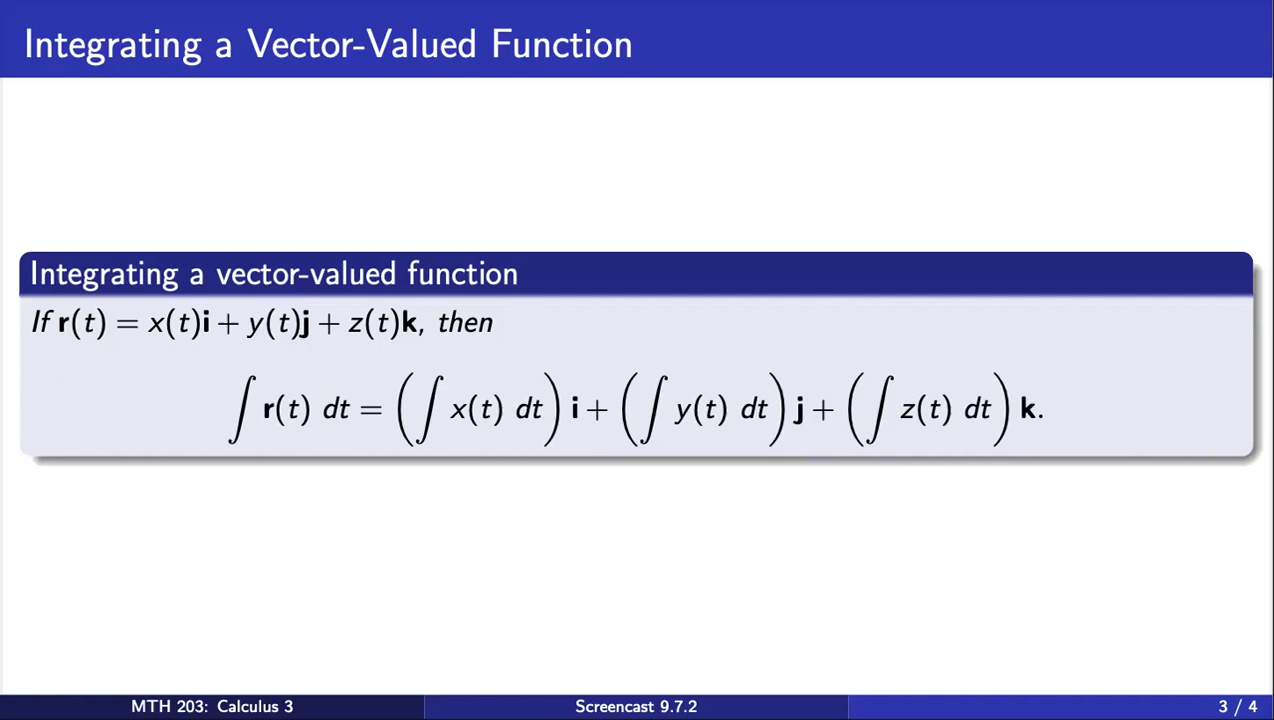 Integrating a Vector-Valued Function
Integrating a vector-valued function
If r(t) = x(t)i + y(t)j + z(t)k, then
∫ r(t) dt = (∫ x(t) dt) i + (∫ y(t) dt) j + (∫ z(t) dt) k.
MTH 203: Calculus 3 Screencast 9.7.2 3 / 4